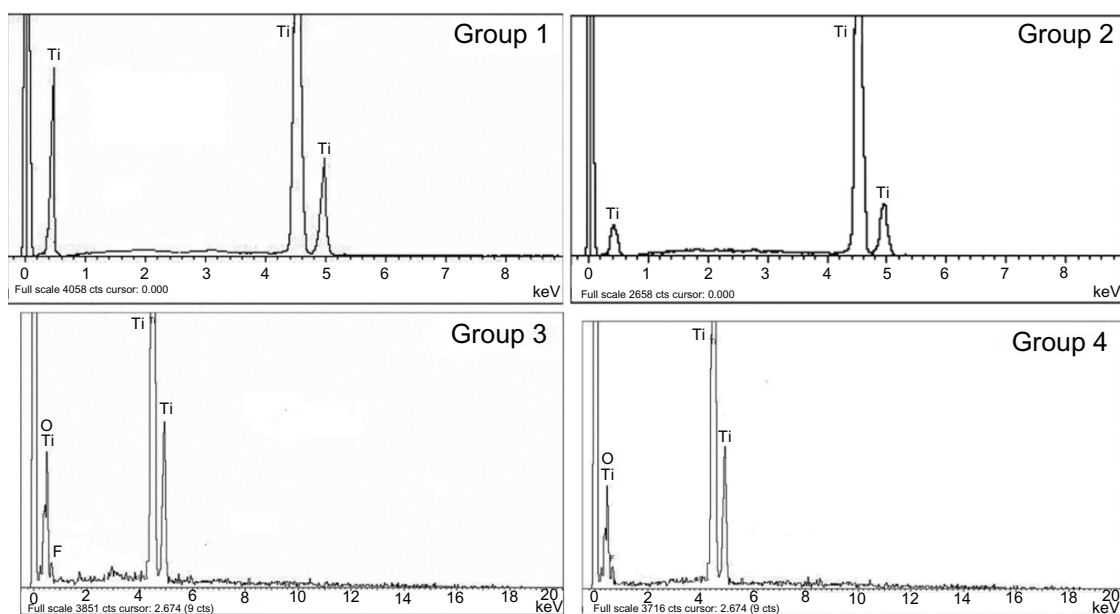 Group 1
Ti
Ti
Ti
0 1 2 3 4 5 6 7 8
keV
Full scale 4058 cts cursor: 0.000
Group 2
Ti
Ti
Ti
0 1 2 3 4 5 6 7 8
keV
Full scale 2658 cts cursor: 0.000
Group 3
Ti Ti
O
Ti
Ti
F
0 2 4 6 8 10 12 14 16 18 20
keV
Full scale 3851 cts cursor: 2.674 (9 cts)
Group 4
Ti Ti
Ti
O
Ti
F
0 2 4 6 8 10 12 14 16 18 20
keV
Full scale 3716 cts cursor: 2.674 (9 cts)